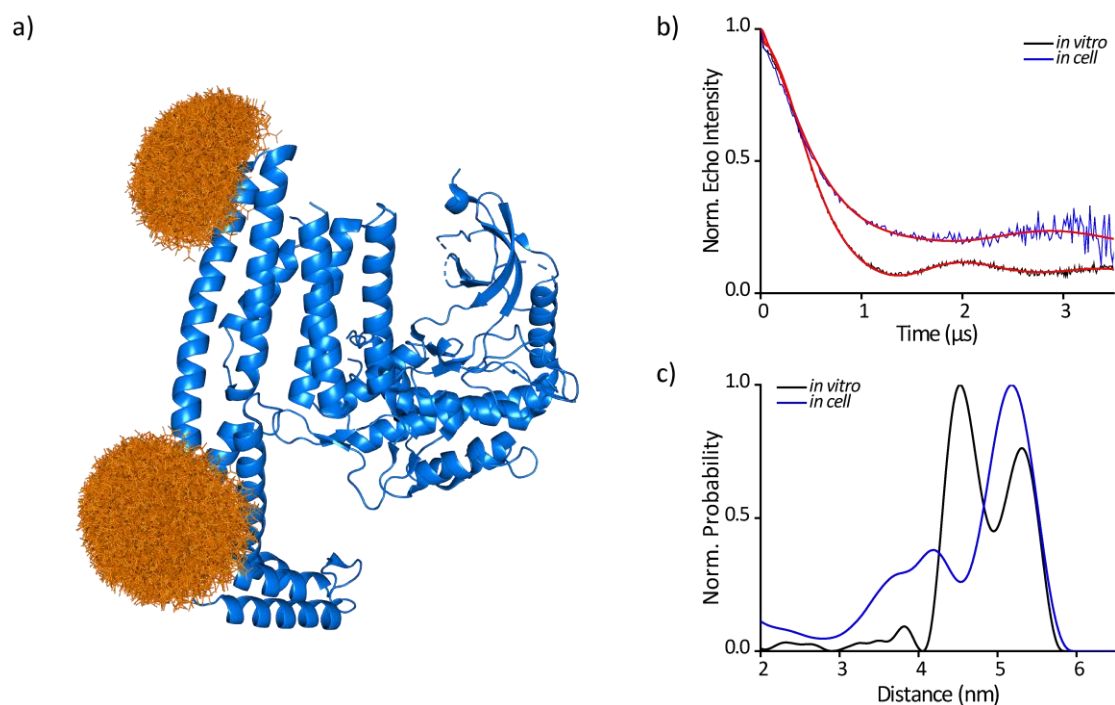 a)
b)
Norm. Echo Intensity
1.0
0.5
0.0
in vitro
in cell
0
1
2
3
Time (μs)
c)
Norm. Probability
1.0
0.5
0.0
in vitro
in cell
2
3
4
5
6
Distance (nm)